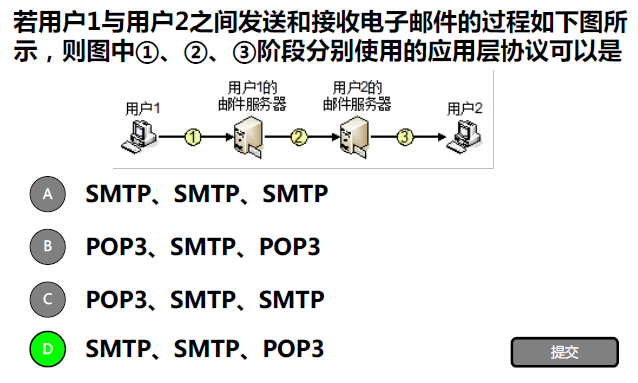 若用户1与用户2之间发送和接收电子邮件的过程如下图所
示，则图中①、②、③阶段分别使用的应用层协议可以是
用户1的
邮件服务器
用户2的
邮件服务器
用户1
用户2
① ② ③
A SMTP、SMTP、SMTP
B POP3、SMTP、POP3
C POP3、SMTP、SMTP
D SMTP、SMTP、POP3
提交